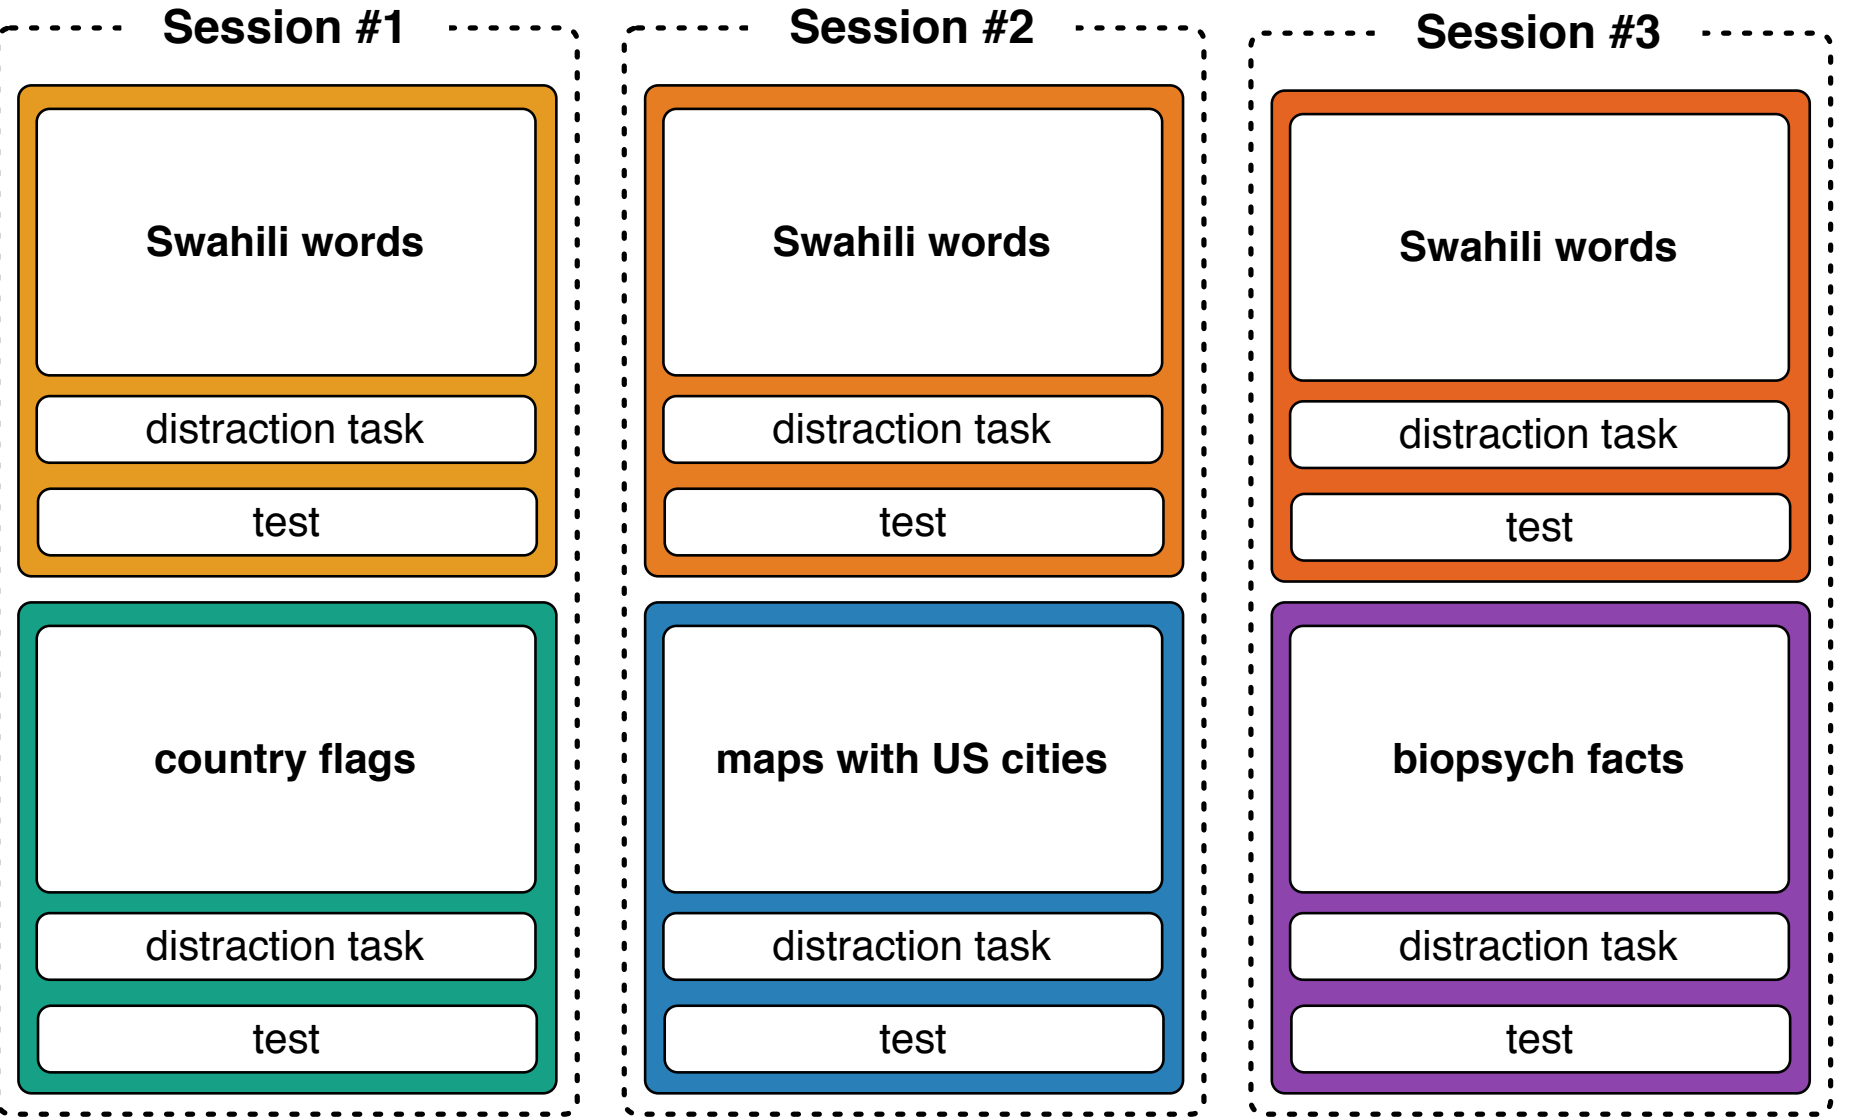 Session #1
Swahili words
distraction task
test
country flags
distraction task
test
Session #2
Swahili words
distraction task
test
maps with US cities
distraction task
test
Session #3
Swahili words
distraction task
test
biopsych facts
distraction task
test